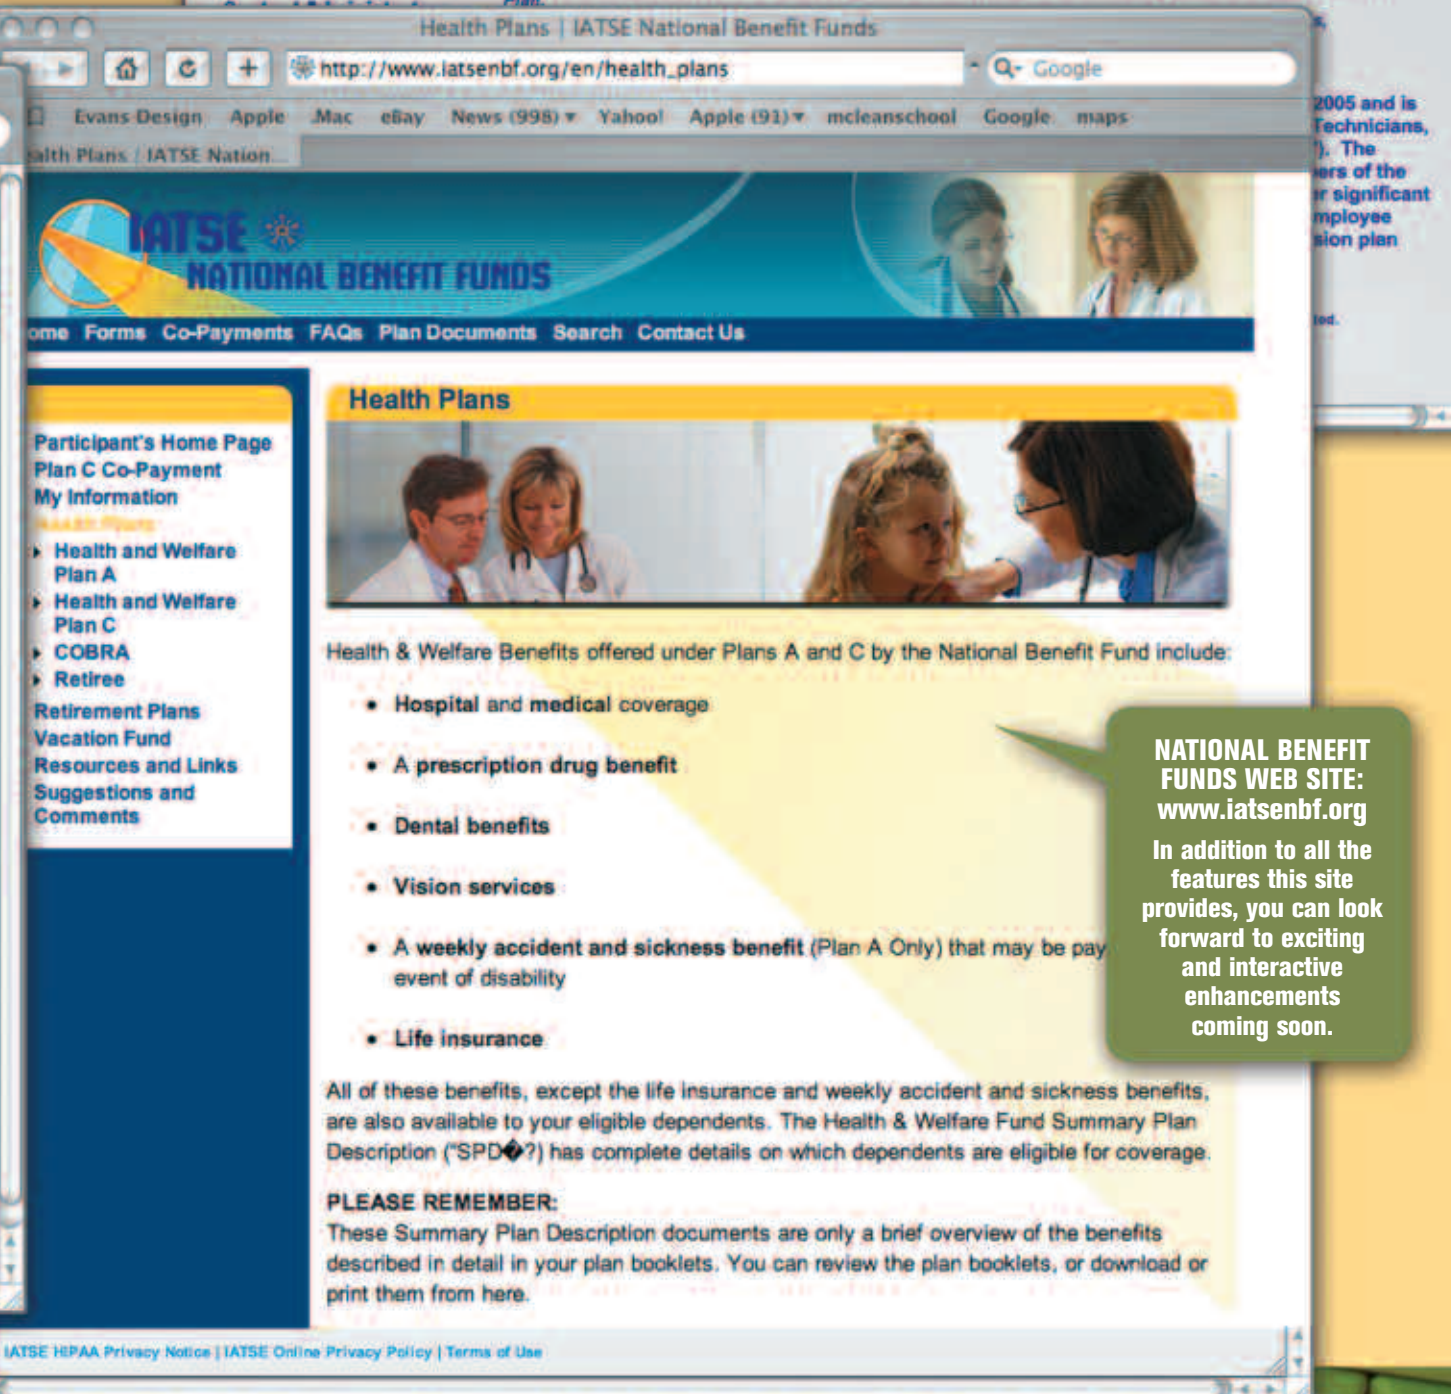 Health Plans | IATSE National Benefit Funds
http://www.iatsenbf.org/en/health_plans
Google
Evans Design Apple .Mac eBay News (998) Yahoo! Apple (91) mcleanschool Google maps
alth Plans | IATSE Nation...
2005 and is
Technicians,
"). The
ers of the
r significant
mployee
sion plan
IATSE
NATIONAL BENEFIT FUNDS
ome Forms Co-Payments FAQs Plan Documents Search Contact Us
Health Plans
Participant's Home Page
Plan C Co-Payment
My Information
Health Plans
Health and Welfare
Plan A
Health and Welfare
Plan C
COBRA
Retiree
Retirement Plans
Vacation Fund
Resources and Links
Suggestions and
Comments
Health & Welfare Benefits offered under Plans A and C by the National Benefit Fund include:
• Hospital and medical coverage
• A prescription drug benefit
• Dental benefits
• Vision services
• A weekly accident and sickness benefit (Plan A Only) that may be pay
event of disability
• Life insurance
All of these benefits, except the life insurance and weekly accident and sickness benefits,
are also available to your eligible dependents. The Health & Welfare Fund Summary Plan
Description ("SPD�?) has complete details on which dependents are eligible for coverage.
PLEASE REMEMBER:
These Summary Plan Description documents are only a brief overview of the benefits
described in detail in your plan booklets. You can review the plan booklets, or download or
print them from here.
IATSE HIPAA Privacy Notice | IATSE Online Privacy Policy | Terms of Use
NATIONAL BENEFIT
FUNDS WEB SITE:
www.iatsenbf.org
In addition to all the
features this site
provides, you can look
forward to exciting
and interactive
enhancements
coming soon.